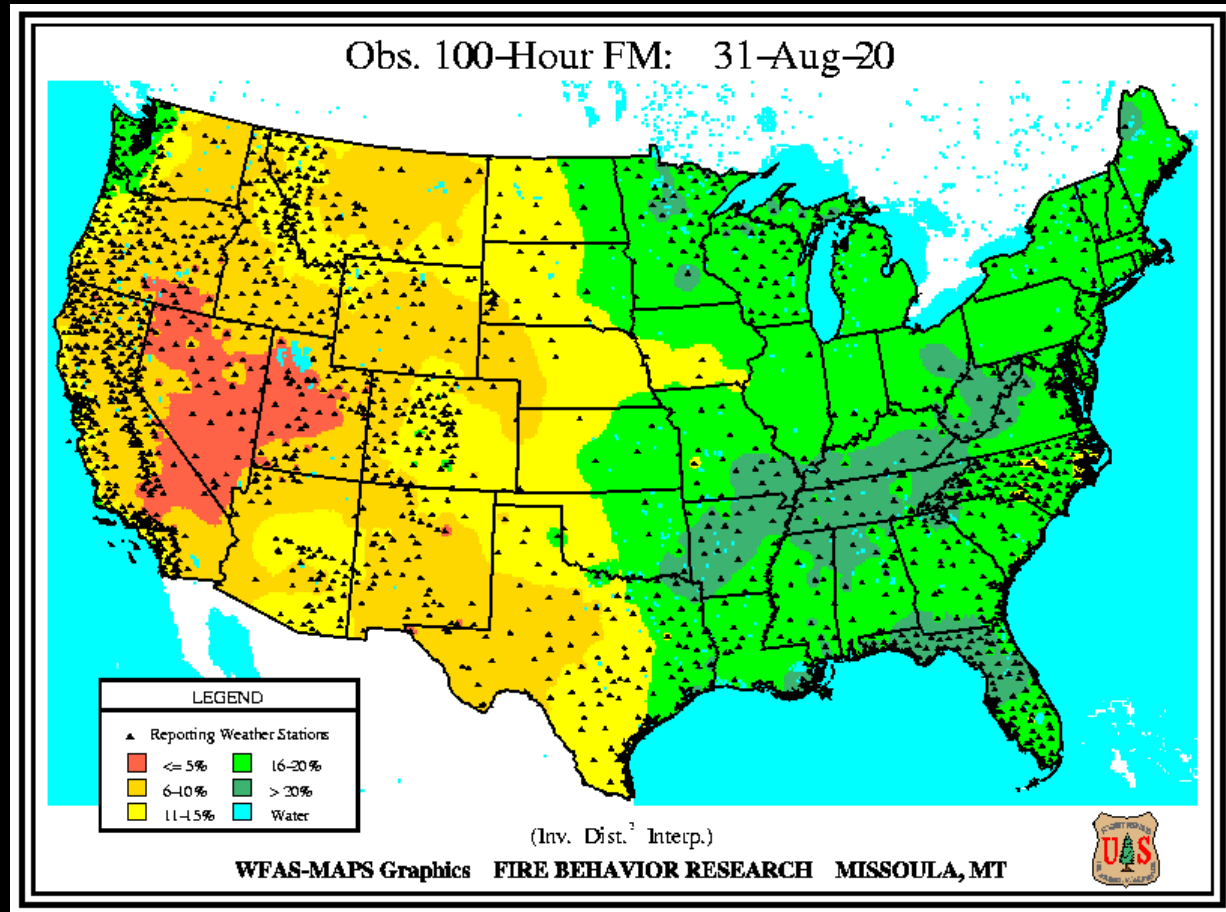 Obs. 100-Hour FM: 31-Aug-20
LEGEND
Reporting Weather Stations
<= 5%
16-20%
6-10%
> 20%
11-15%
Water
(Inv. Dist.² Interp.)
WFAS-MAPS Graphics FIRE BEHAVIOR RESEARCH MISSOULA, MT
U S